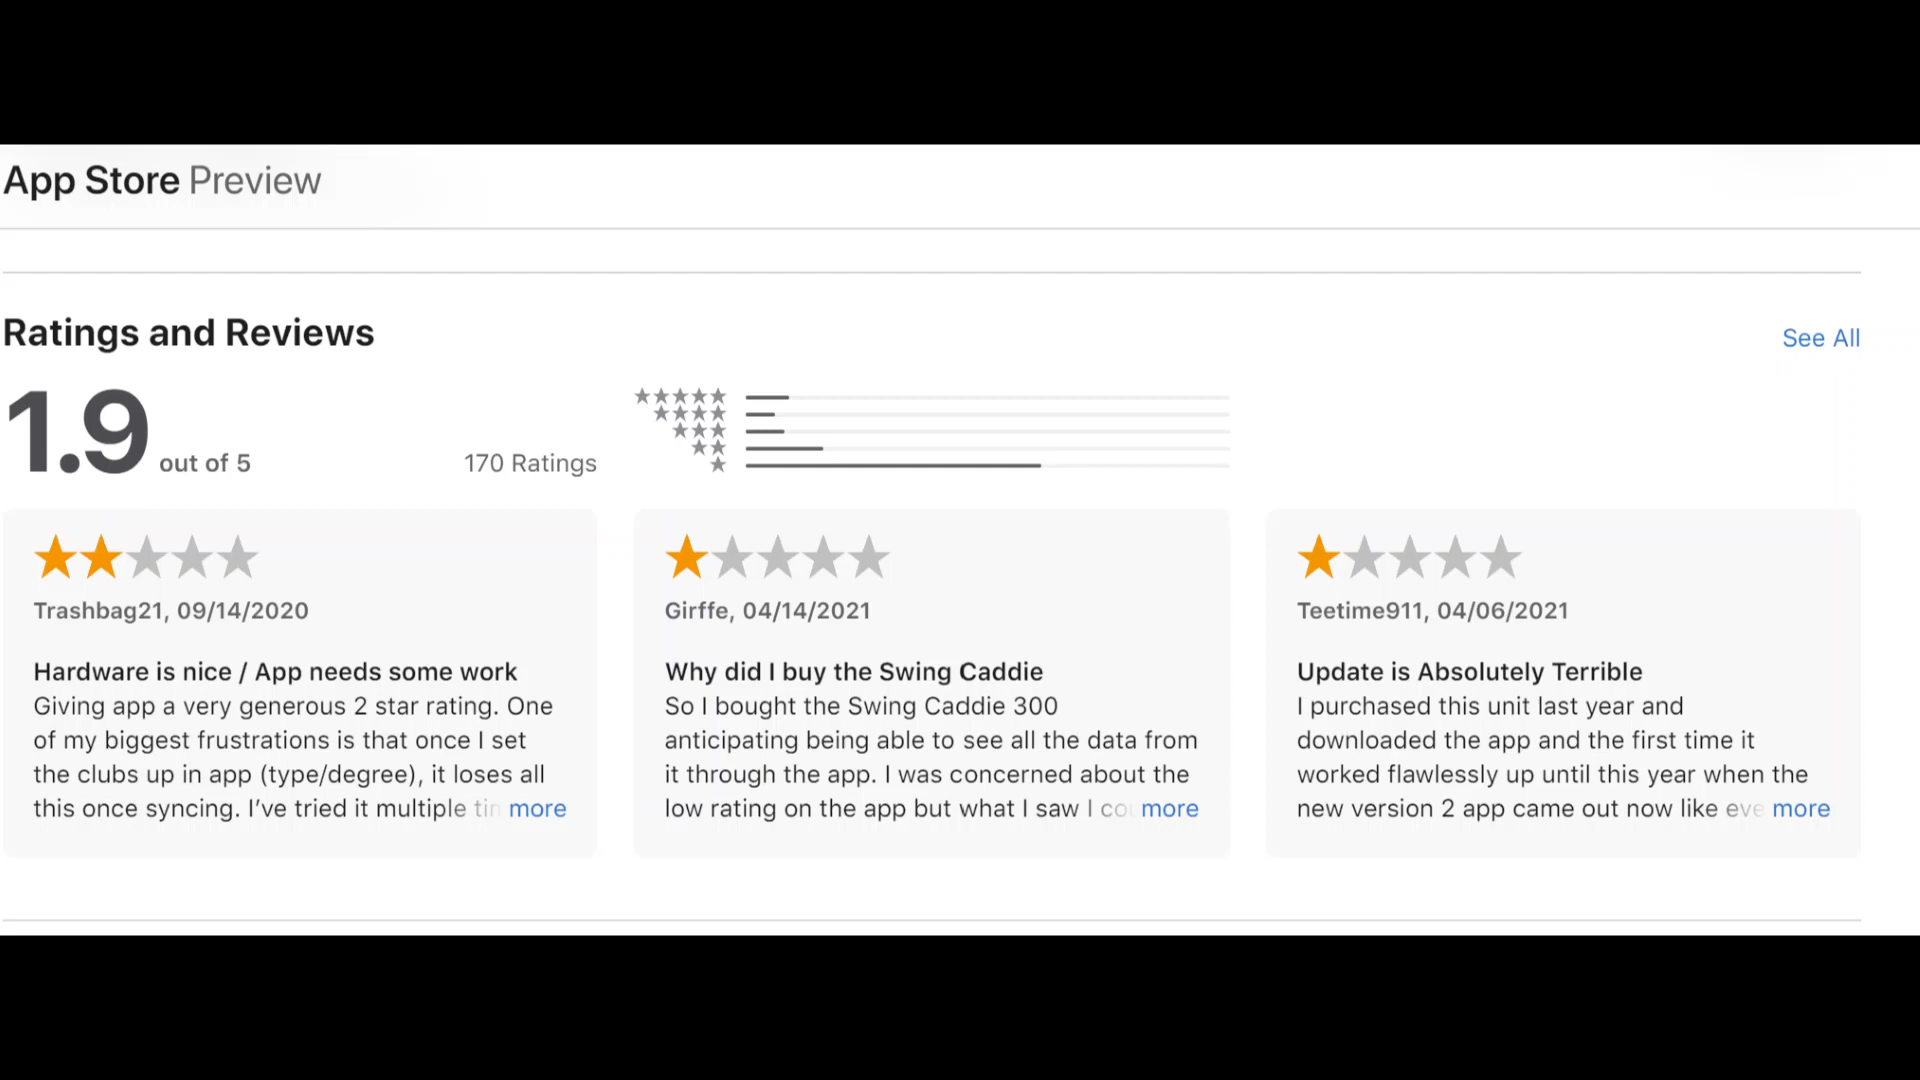 App Store Preview
Ratings and Reviews
See All
1.9 out of 5
170 Ratings
Trashbag21, 09/14/2020
Hardware is nice / App needs some work
Giving app a very generous 2 star rating. One
of my biggest frustrations is that once I set
the clubs up in app (type/degree), it loses all
this once syncing. I’ve tried it multiple more
Girffe, 04/14/2021
Why did I buy the Swing Caddie
So I bought the Swing Caddie 300
anticipating being able to see all the data from
it through the app. I was concerned about the
low rating on the app but what I saw I more
Teetime911, 04/06/2021
Update is Absolutely Terrible
I purchased this unit last year and
downloaded the app and the first time it
worked flawlessly up until this year when the
new version 2 app came out now like more